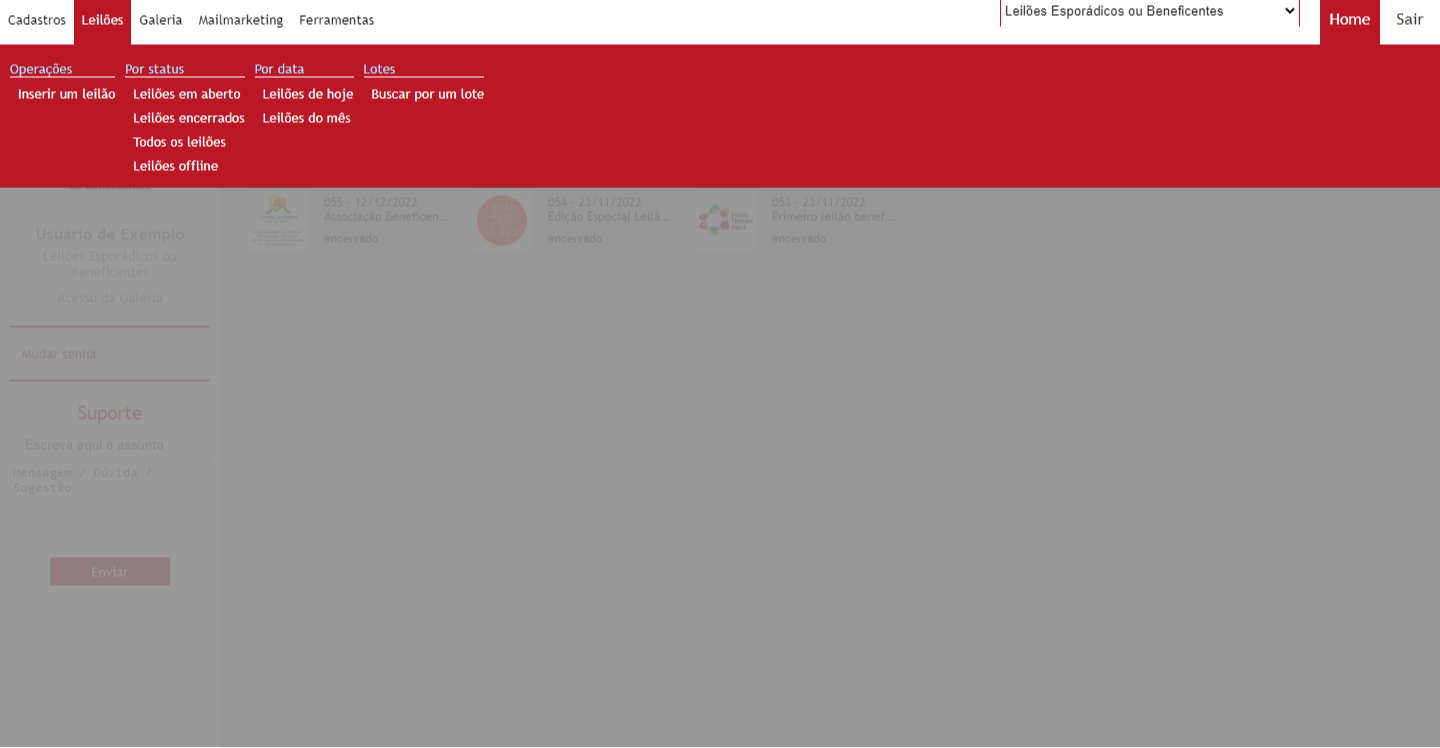 Cadastros Leilões Galeria Mailmarketing Ferramentas Leilões Esporádicos ou Beneficentes Home Sair
Operações Por status Por data Lotes
Inserir um leilão Leilões em aberto Leilões de hoje Buscar por um lote
Leilões encerrados Leilões do mês
Todos os leilões
Leilões offline
055 - 12/12/2022
Associação Beneficen...
encerrado
054 - 23/11/2022
Edição Especial Leilã...
encerrado
053 - 23/11/2022
Primeiro leilão benef...
encerrado
Usuário de Exemplo
Leilões Esporádicos ou
Beneficentes
Acesso da Galeria
Mudar senha
Suporte
Escreva aqui o assunto
Mensagem / Dúvida /
Sugestão
Enviar